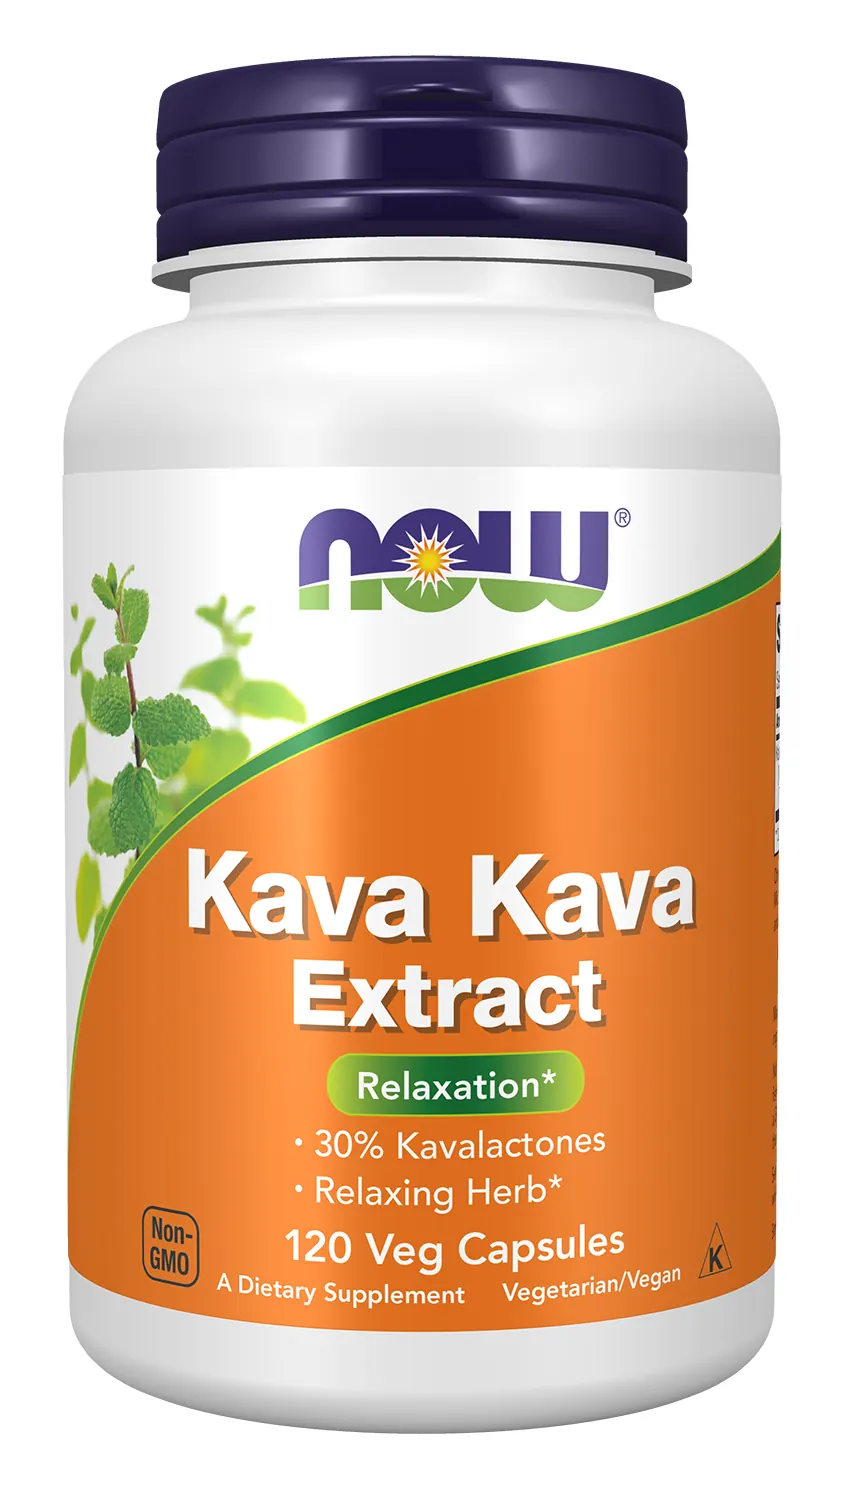 NOW®
Kava Kava
Extract
Relaxation*
• 30% Kavalactones
• Relaxing Herb*
120 Veg Capsules
Non-
GMO
A Dietary Supplement
Vegetarian/Vegan
K